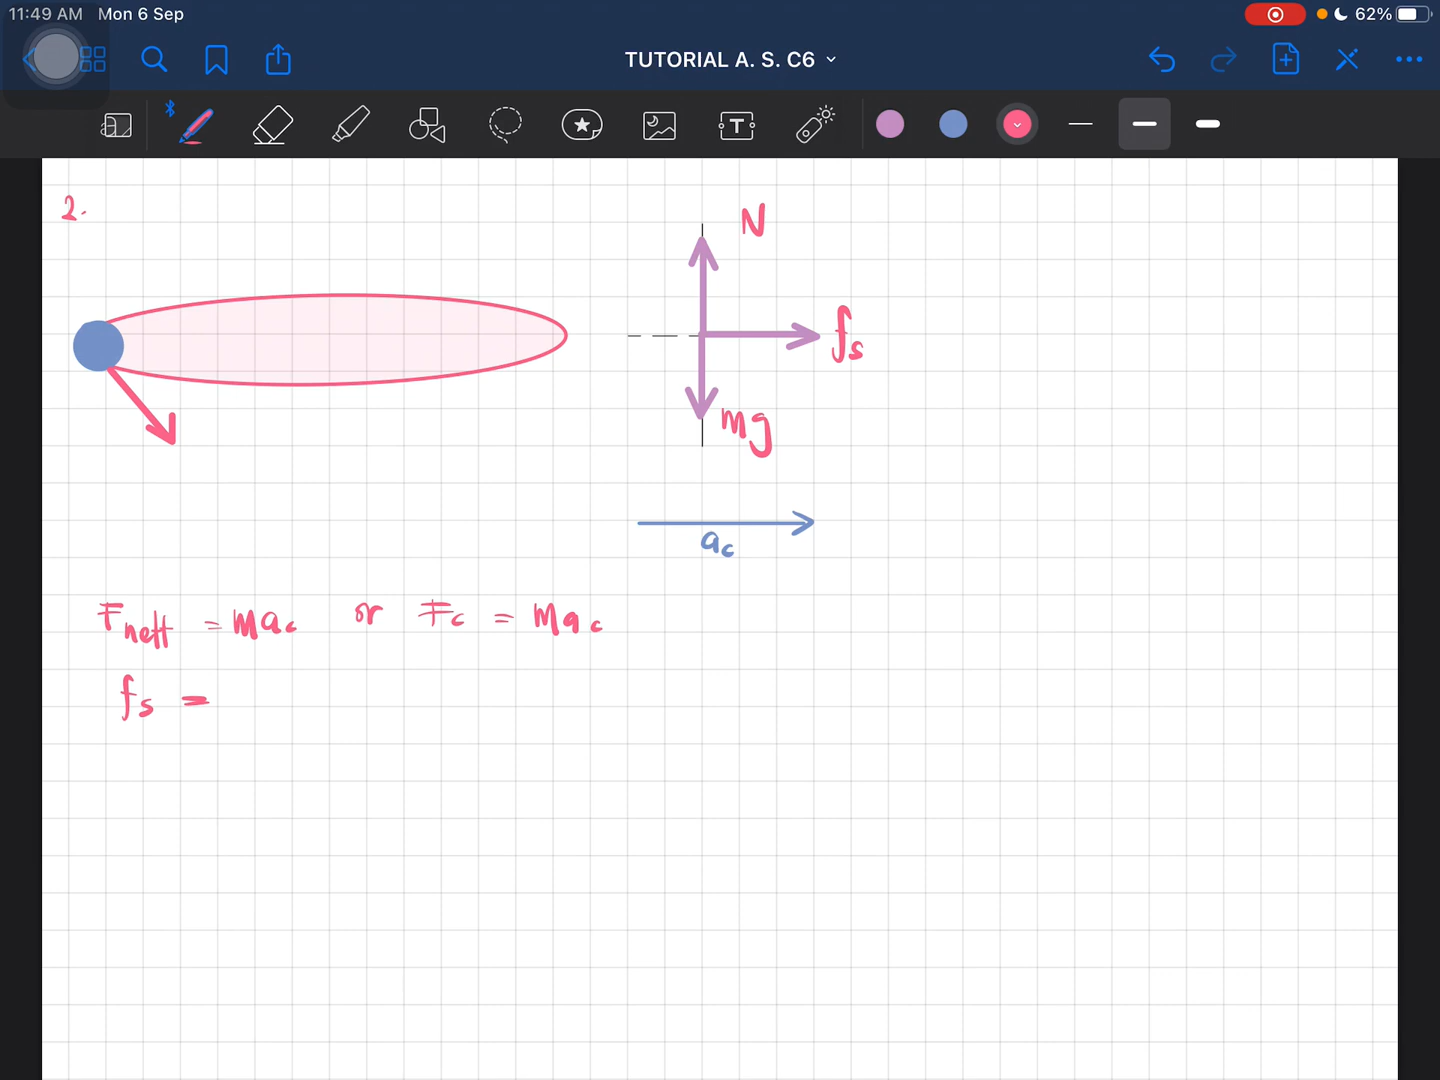 11:49 AM Mon 6 Sep
62%
TUTORIAL A. S. C6
T
2.
N
fs
mg
ac
Fnett = mac or Fc = mac
fs =